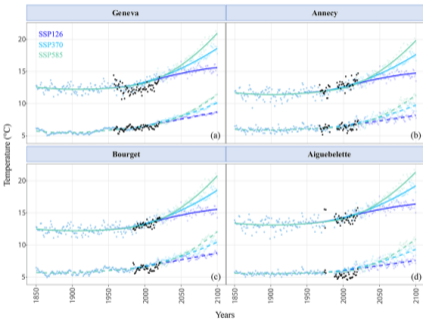 Geneva
Annecy
SSP126
SSP370
SSP585
20
15
10
5
(a)
(b)
Temperature (°C)
Bourget
Aiguebelette
20
15
10
5
(c)
(d)
1850
1900
1950
2000
2050
2100
1850
1900
1950
2000
2050
2100
Years